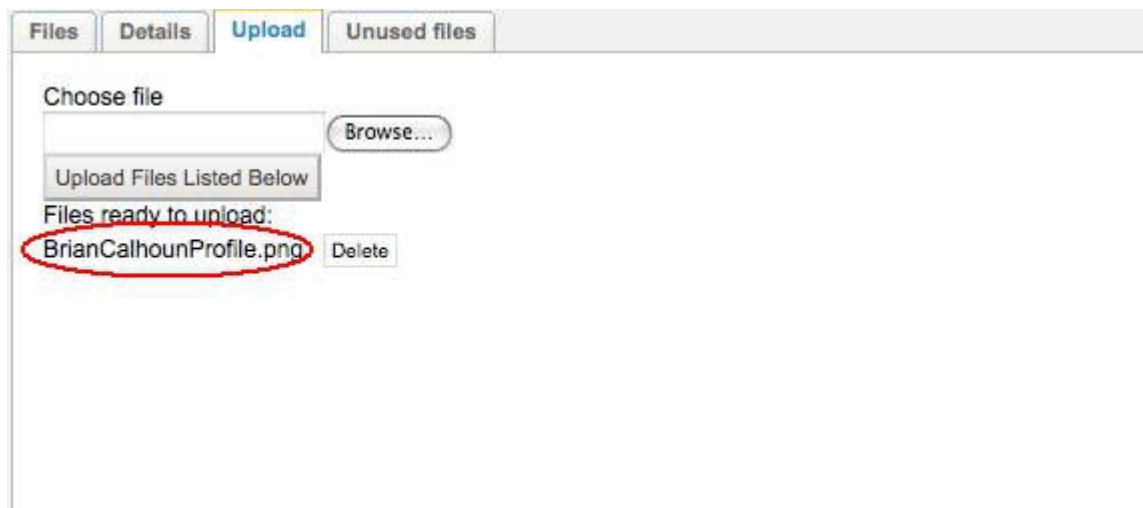 Files Details Upload Unused files
Choose file
Browse...
Upload Files Listed Below
Files ready to upload:
BrianCalhounProfile.png Delete